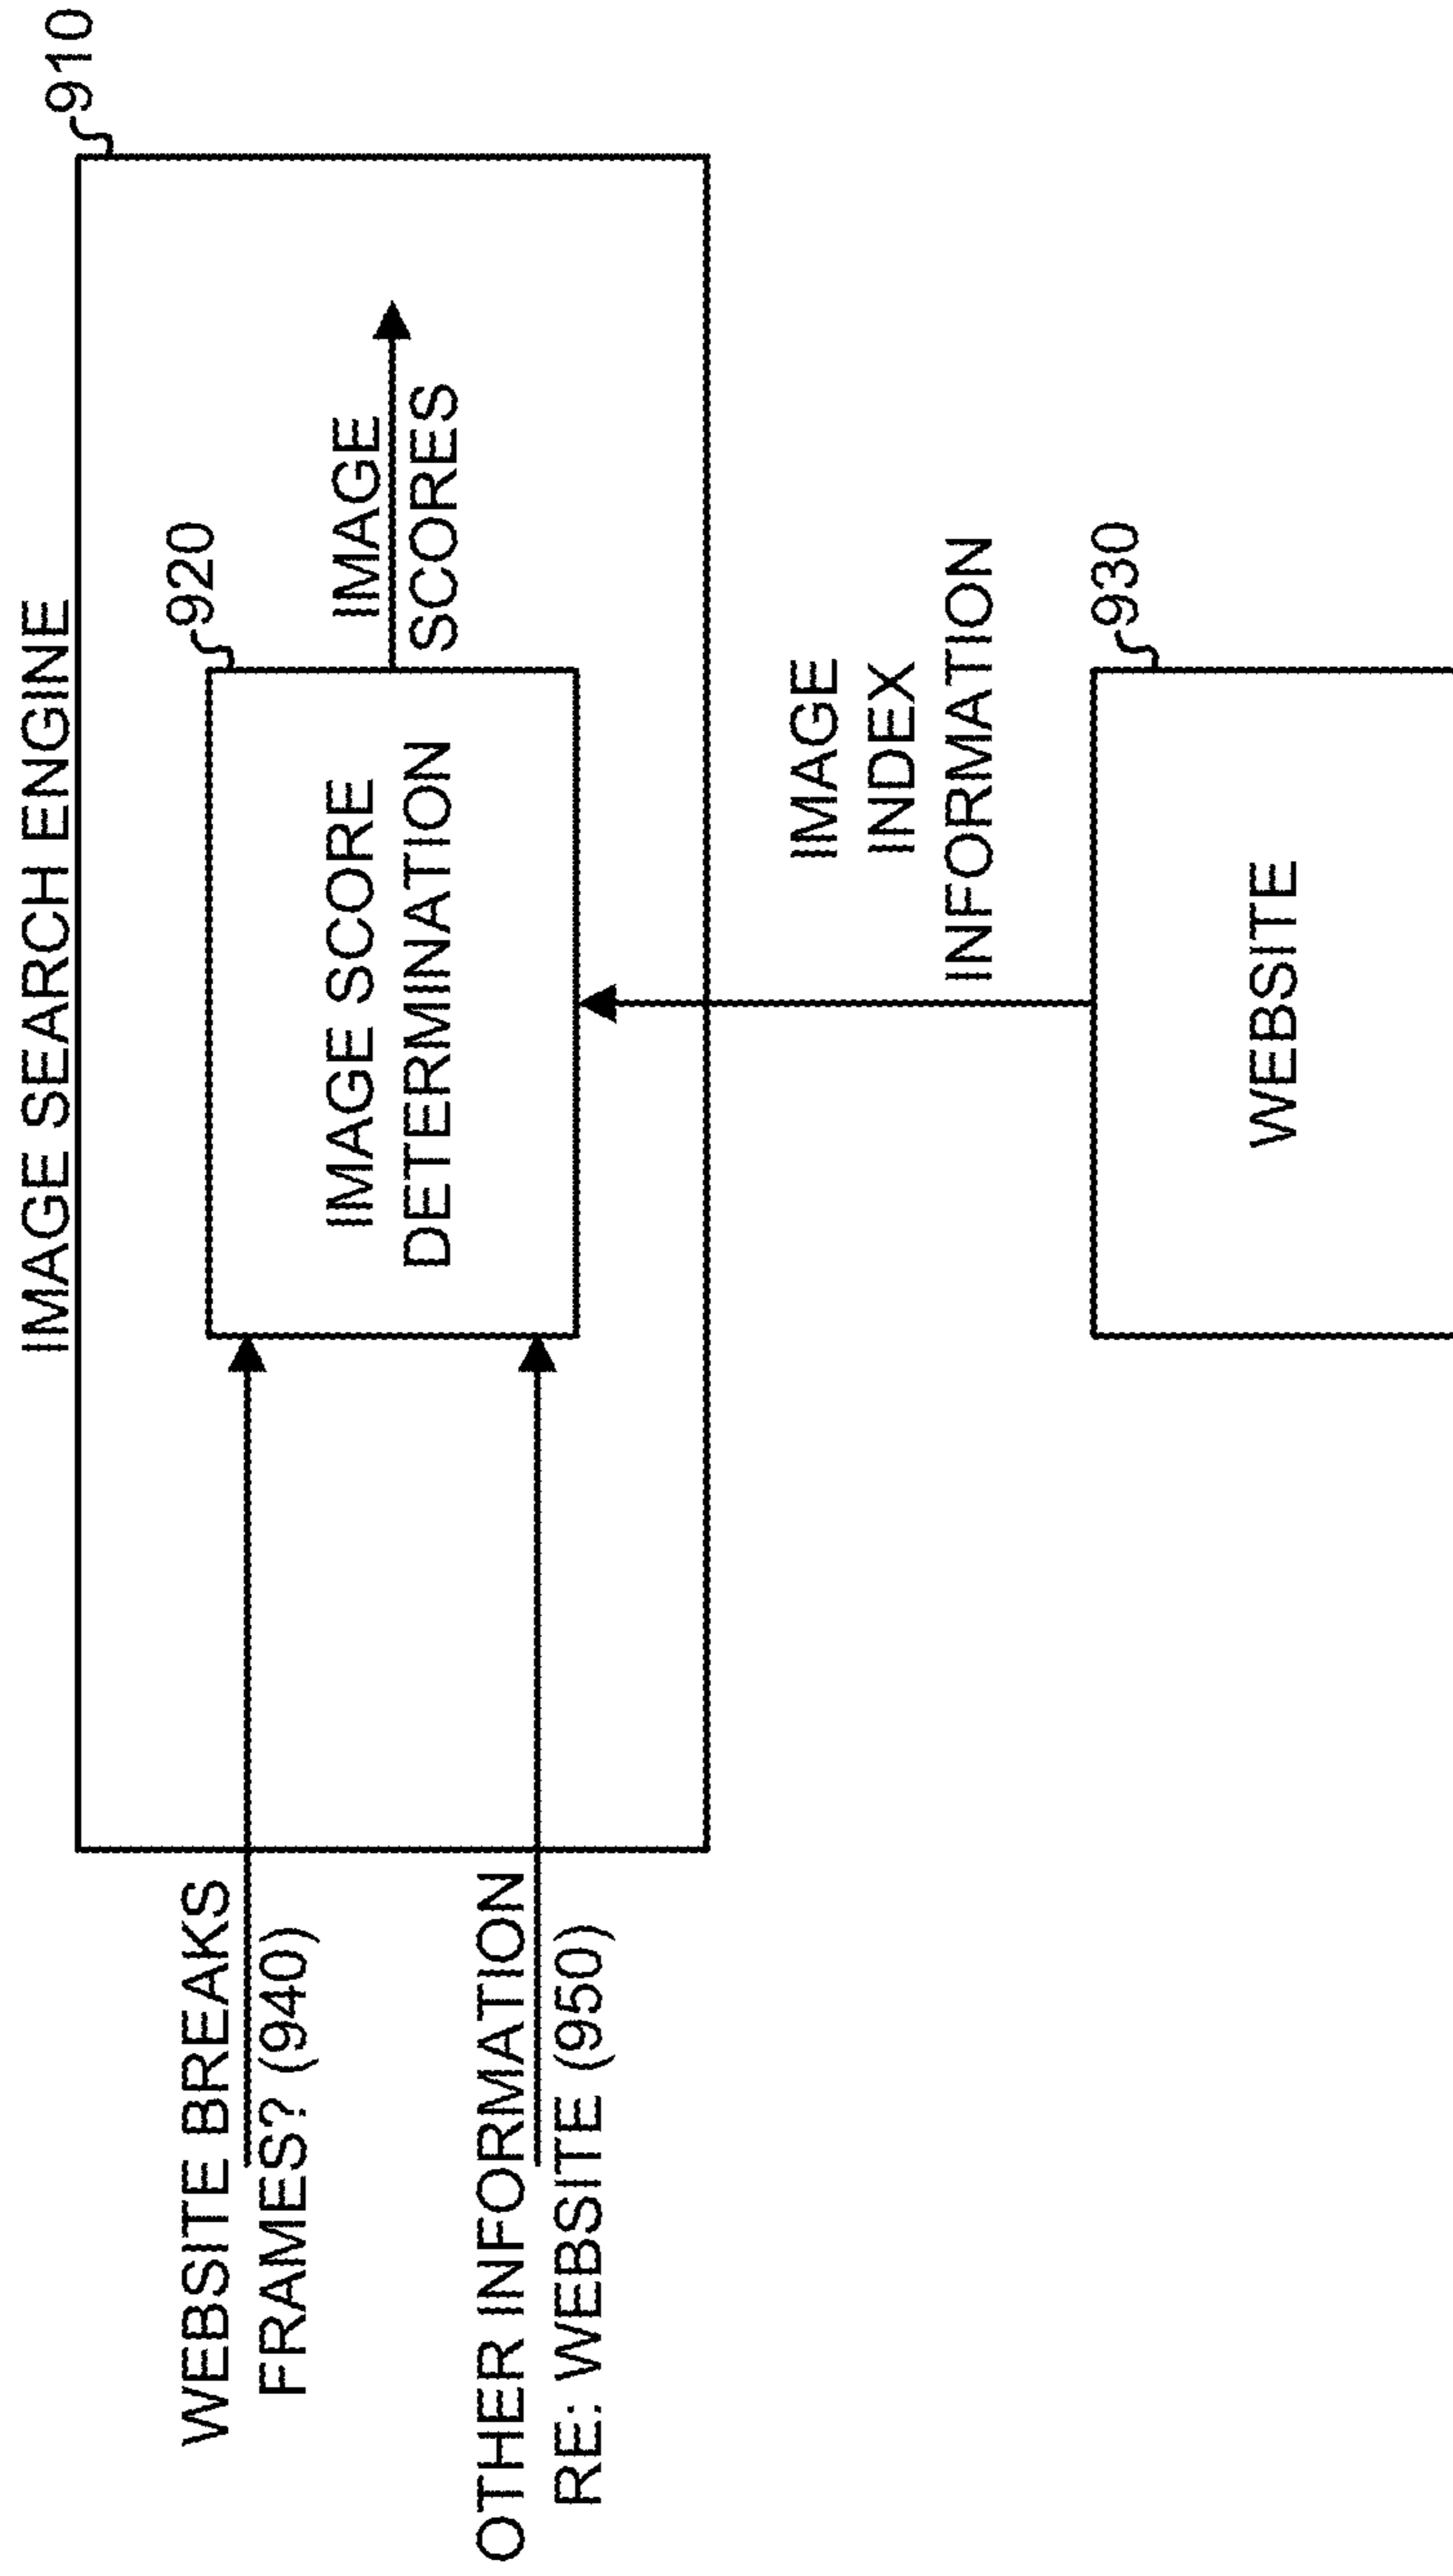 IMAGE SEARCH ENGINE
910
WEBSITE BREAKS
FRAMES? (940)
OTHER INFORMATION
RE: WEBSITE (950)
920
IMAGE SCORE
DETERMINATION
IMAGE
SCORES
IMAGE
INDEX
INFORMATION
930
WEBSITE